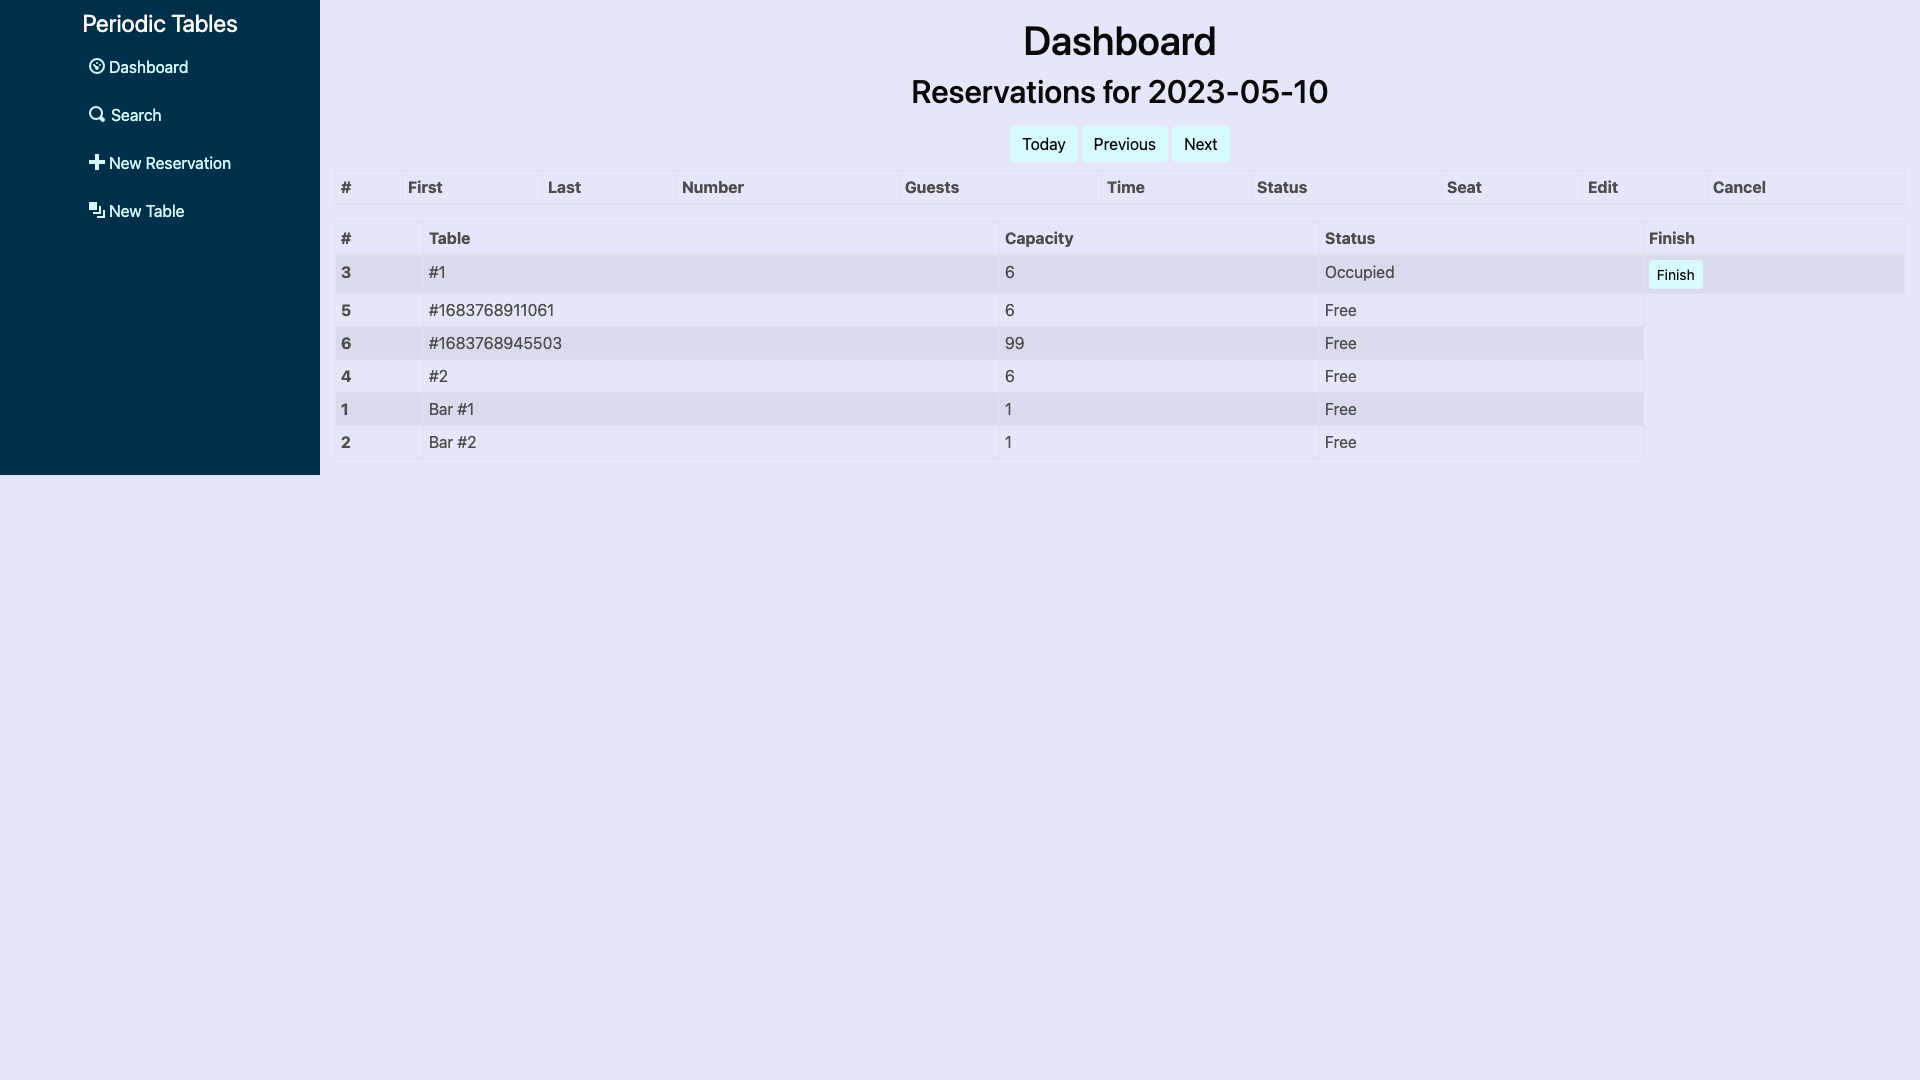 Periodic Tables
Dashboard
Search
New Reservation
New Table
Dashboard
Reservations for 2023-05-10
Today Previous Next
# First Last Number Guests Time Status Seat Edit Cancel
# Table Capacity Status Finish
3 #1 6 Occupied Finish
5 #1683768911061 6 Free
6 #1683768945503 99 Free
4 #2 6 Free
1 Bar #1 1 Free
2 Bar #2 1 Free